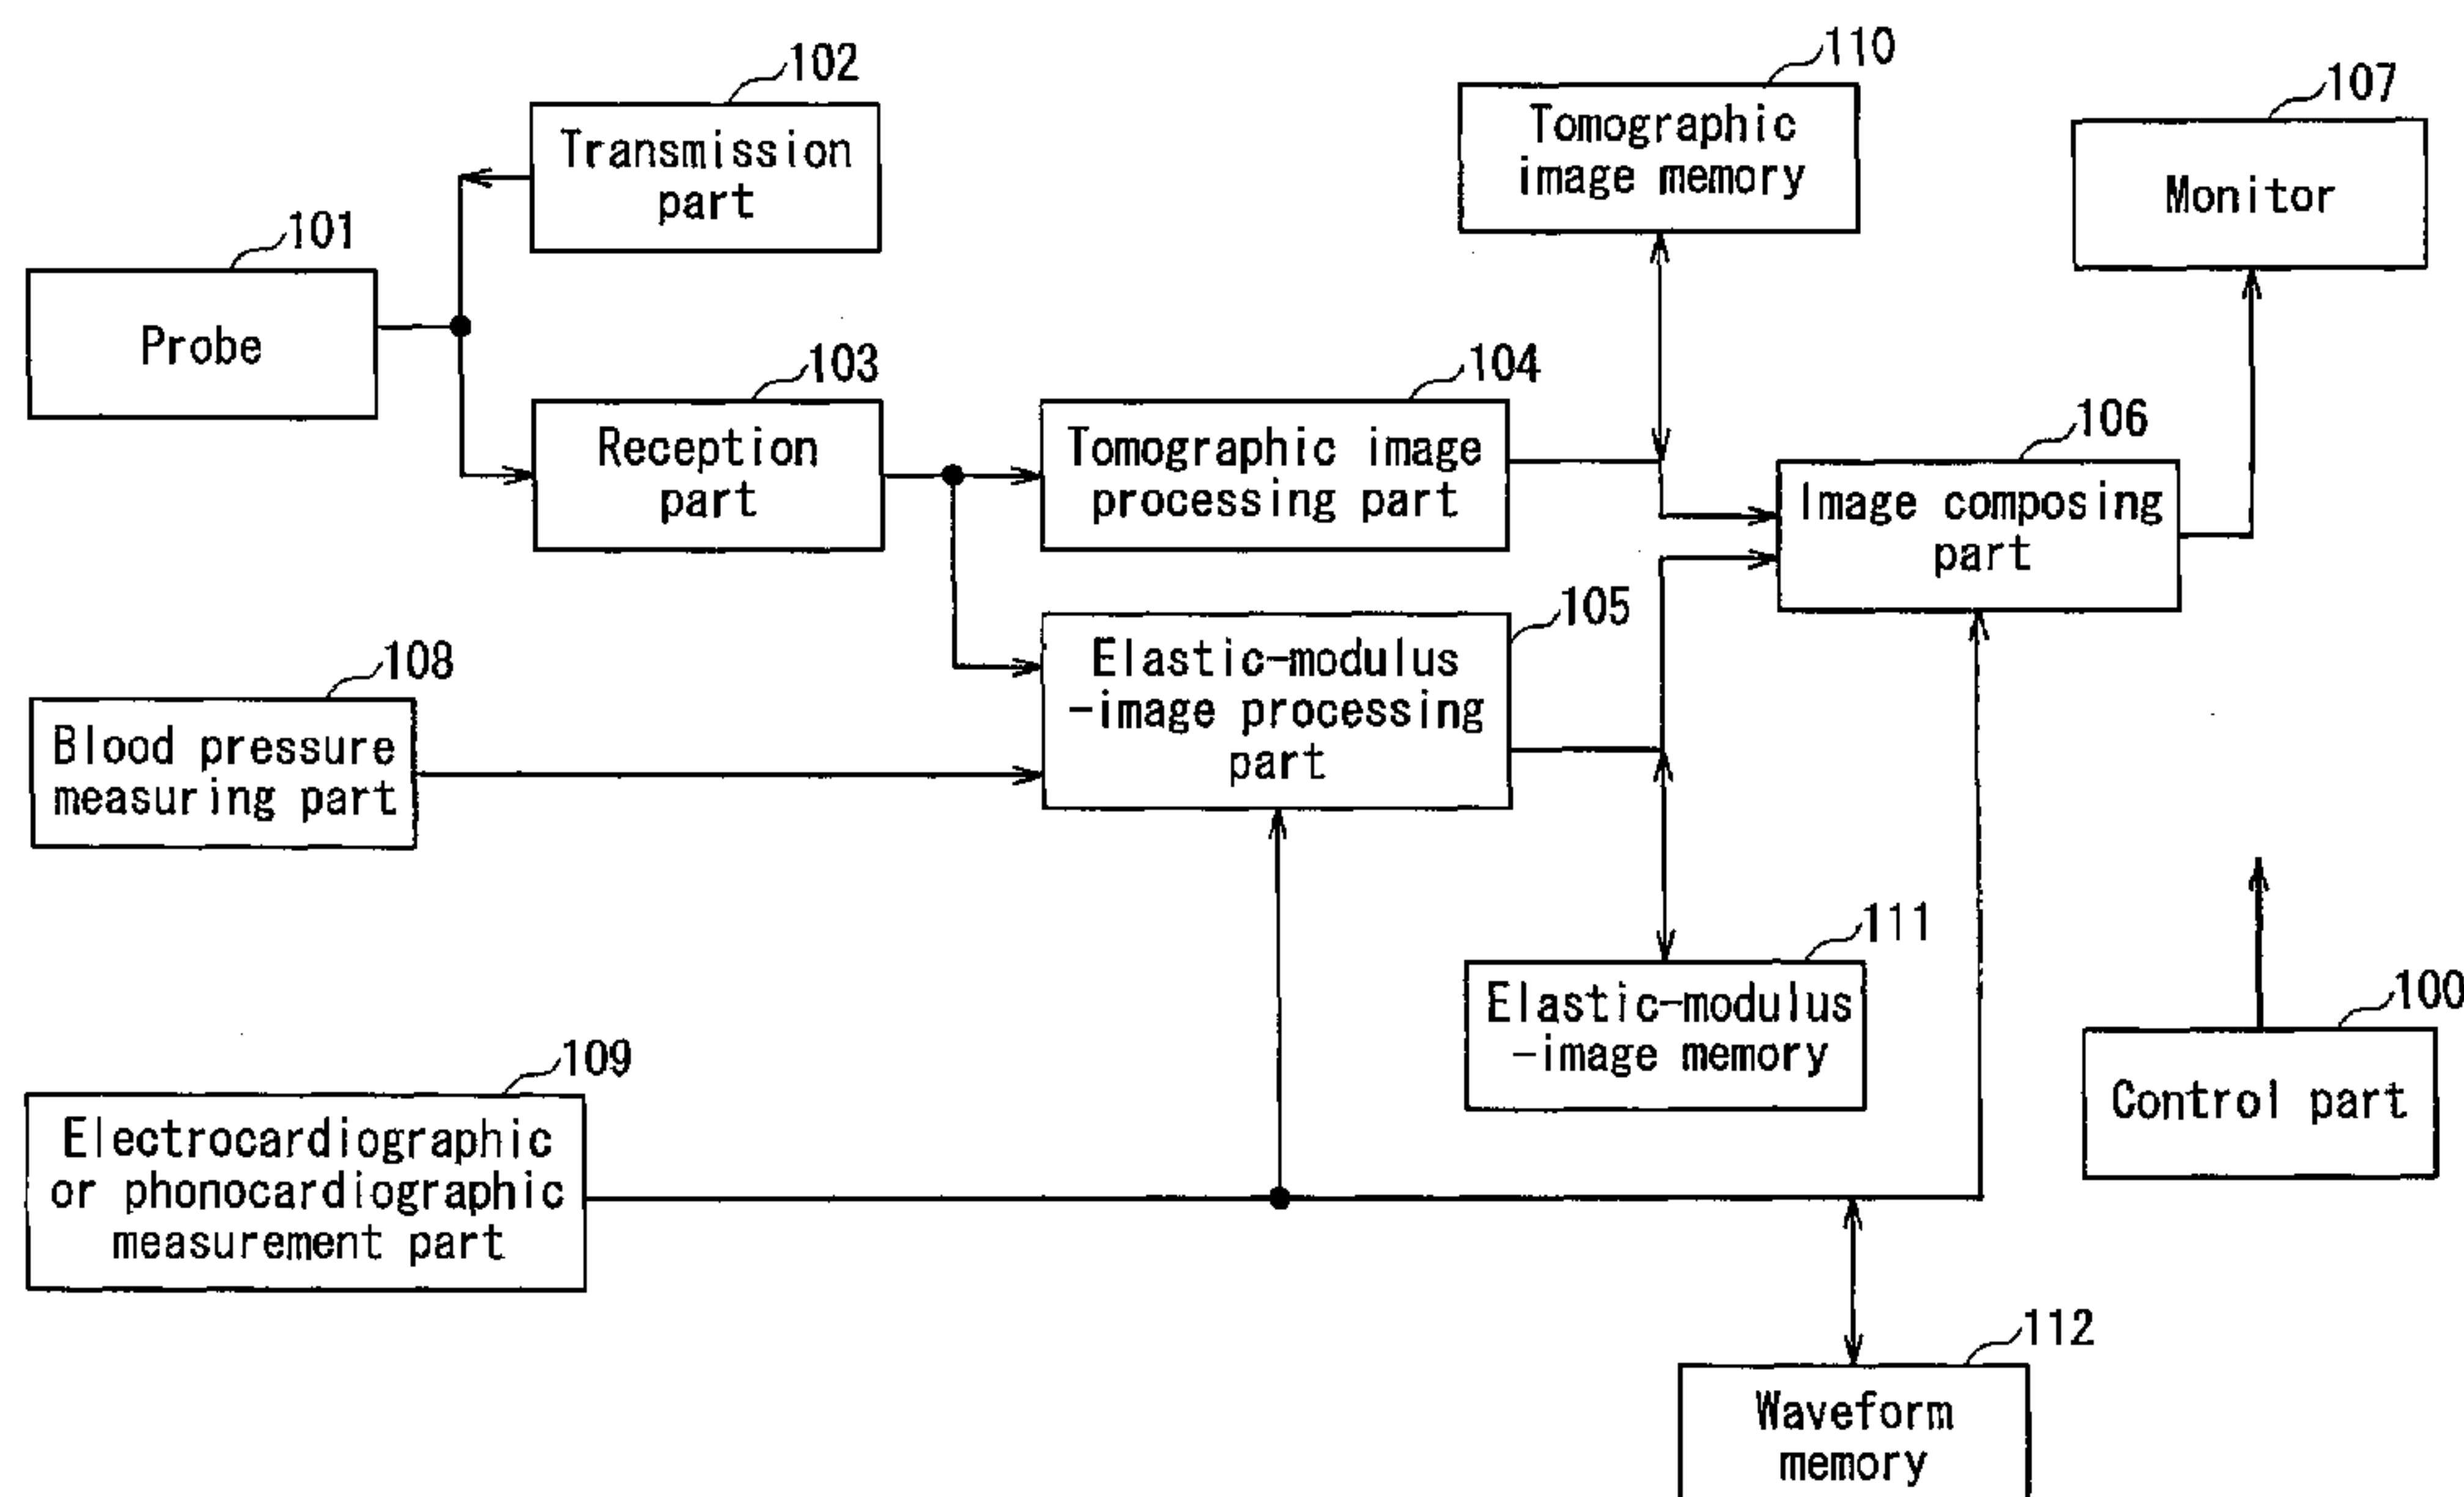 102
Transmission
part
110
Tomographic
image memory
107
Monitor
101
Probe
103
Reception
part
104
Tomographic image
processing part
106
Image composing
part
105
Elastic-modulus
-image processing
part
108
Blood pressure
measuring part
111
Elastic-modulus
-image memory
100
Control part
109
Electrocardiographic
or phonocardiographic
measurement part
112
Waveform
memory